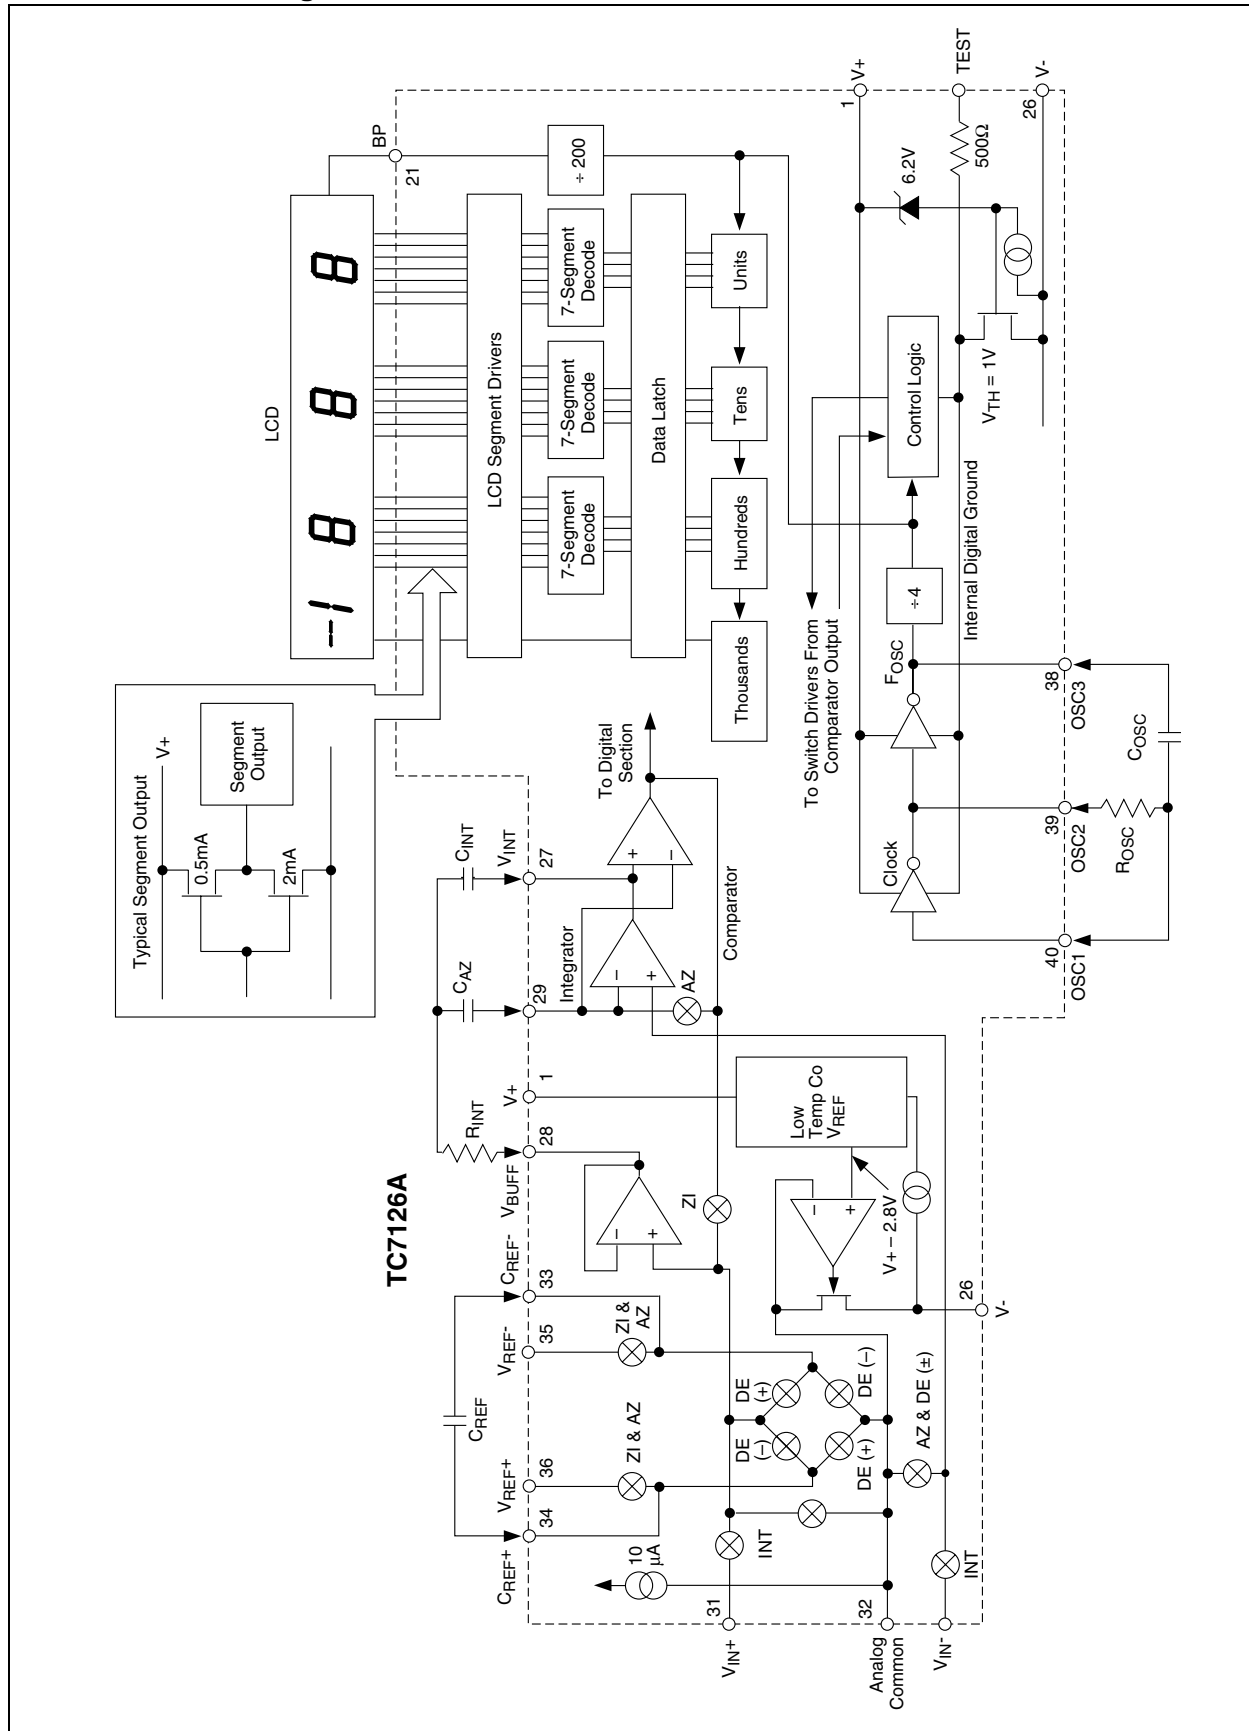 TC7126A
Typical Segment Output
V+
0.5mA
2mA
Segment
Output
LCD
BP
21
LCD Segment Drivers
7-Segment
Decode
7-Segment
Decode
7-Segment
Decode
÷ 200
Data Latch
Thousands
Hundreds
Tens
Units
CREF
CREF+
34
VREF+
36
VREF-
35
CREF-
33
VBUFF
28
RINT
V+
1
CAZ
29
CINT
VINT
27
Integrator
–
+
–
+
+
–
To Digital
Section
Comparator
AZ
ZI
ZI & AZ
ZI &
AZ
10
µA
VIN+
31
INT
DE
(–)
DE
(+)
DE (+)
DE (–)
AZ & DE (±)
Analog
Common
32
VIN-
INT
–
+
Low
Temp Co
VREF
V+ – 2.8V
26
V-
To Switch Drivers From
Comparator Output
Clock
FOSC
÷4
Control Logic
Internal Digital Ground
VTH = 1V
6.2V
500Ω
1
V+
TEST
26
V-
40
OSC1
39
OSC2
38
OSC3
ROSC
COSC
-1 8 8 8